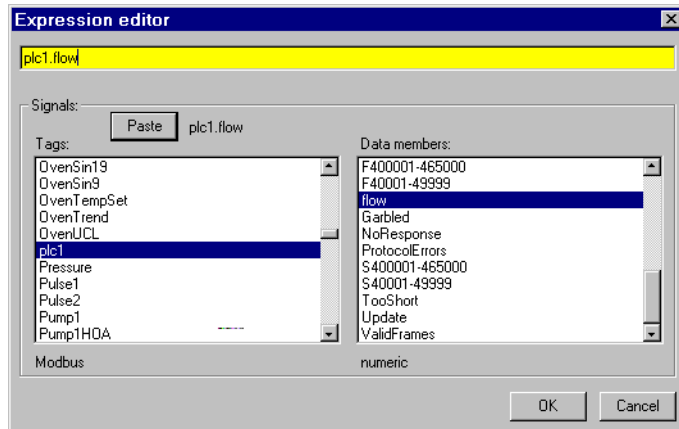 Expression editor
plc1.flow
Signals:
Paste plc1.flow
Tags:
OvenSin19
OvenSin9
OvenTempSet
OvenTrend
OvenUCL
plc1
Pressure
Pulse1
Pulse2
Pump1
Pump1HOA
Modbus
Data members:
F400001-465000
F40001-49999
flow
Garbled
NoResponse
ProtocolErrors
S400001-465000
S40001-49999
TooShort
Update
ValidFrames
numeric
OK Cancel